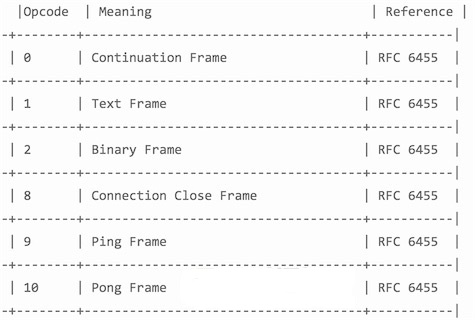 |Opcode | Meaning | Reference |
-+--------+-------------------------------------+-----------|
| 0 | Continuation Frame | RFC 6455 |
-+--------+-------------------------------------+-----------|
| 1 | Text Frame | RFC 6455 |
-+--------+-------------------------------------+-----------|
| 2 | Binary Frame | RFC 6455 |
-+--------+-------------------------------------+-----------|
| 8 | Connection Close Frame | RFC 6455 |
-+--------+-------------------------------------+-----------|
| 9 | Ping Frame | RFC 6455 |
-+--------+-------------------------------------+-----------|
| 10 | Pong Frame | RFC 6455 |
-+--------+-------------------------------------+-----------|